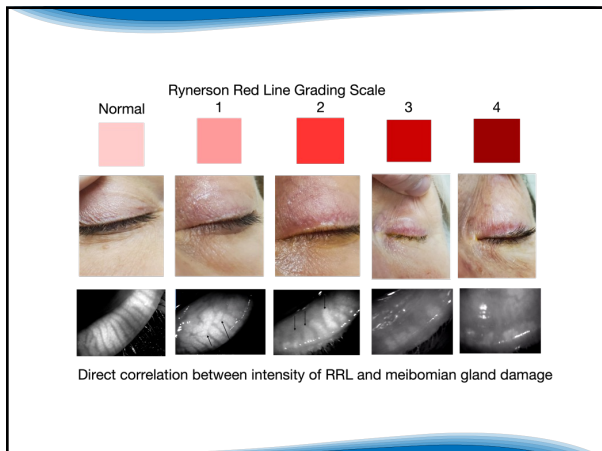 Rynerson Red Line Grading Scale
Normal 1 2 3 4
Direct correlation between intensity of RRL and meibomian gland damage